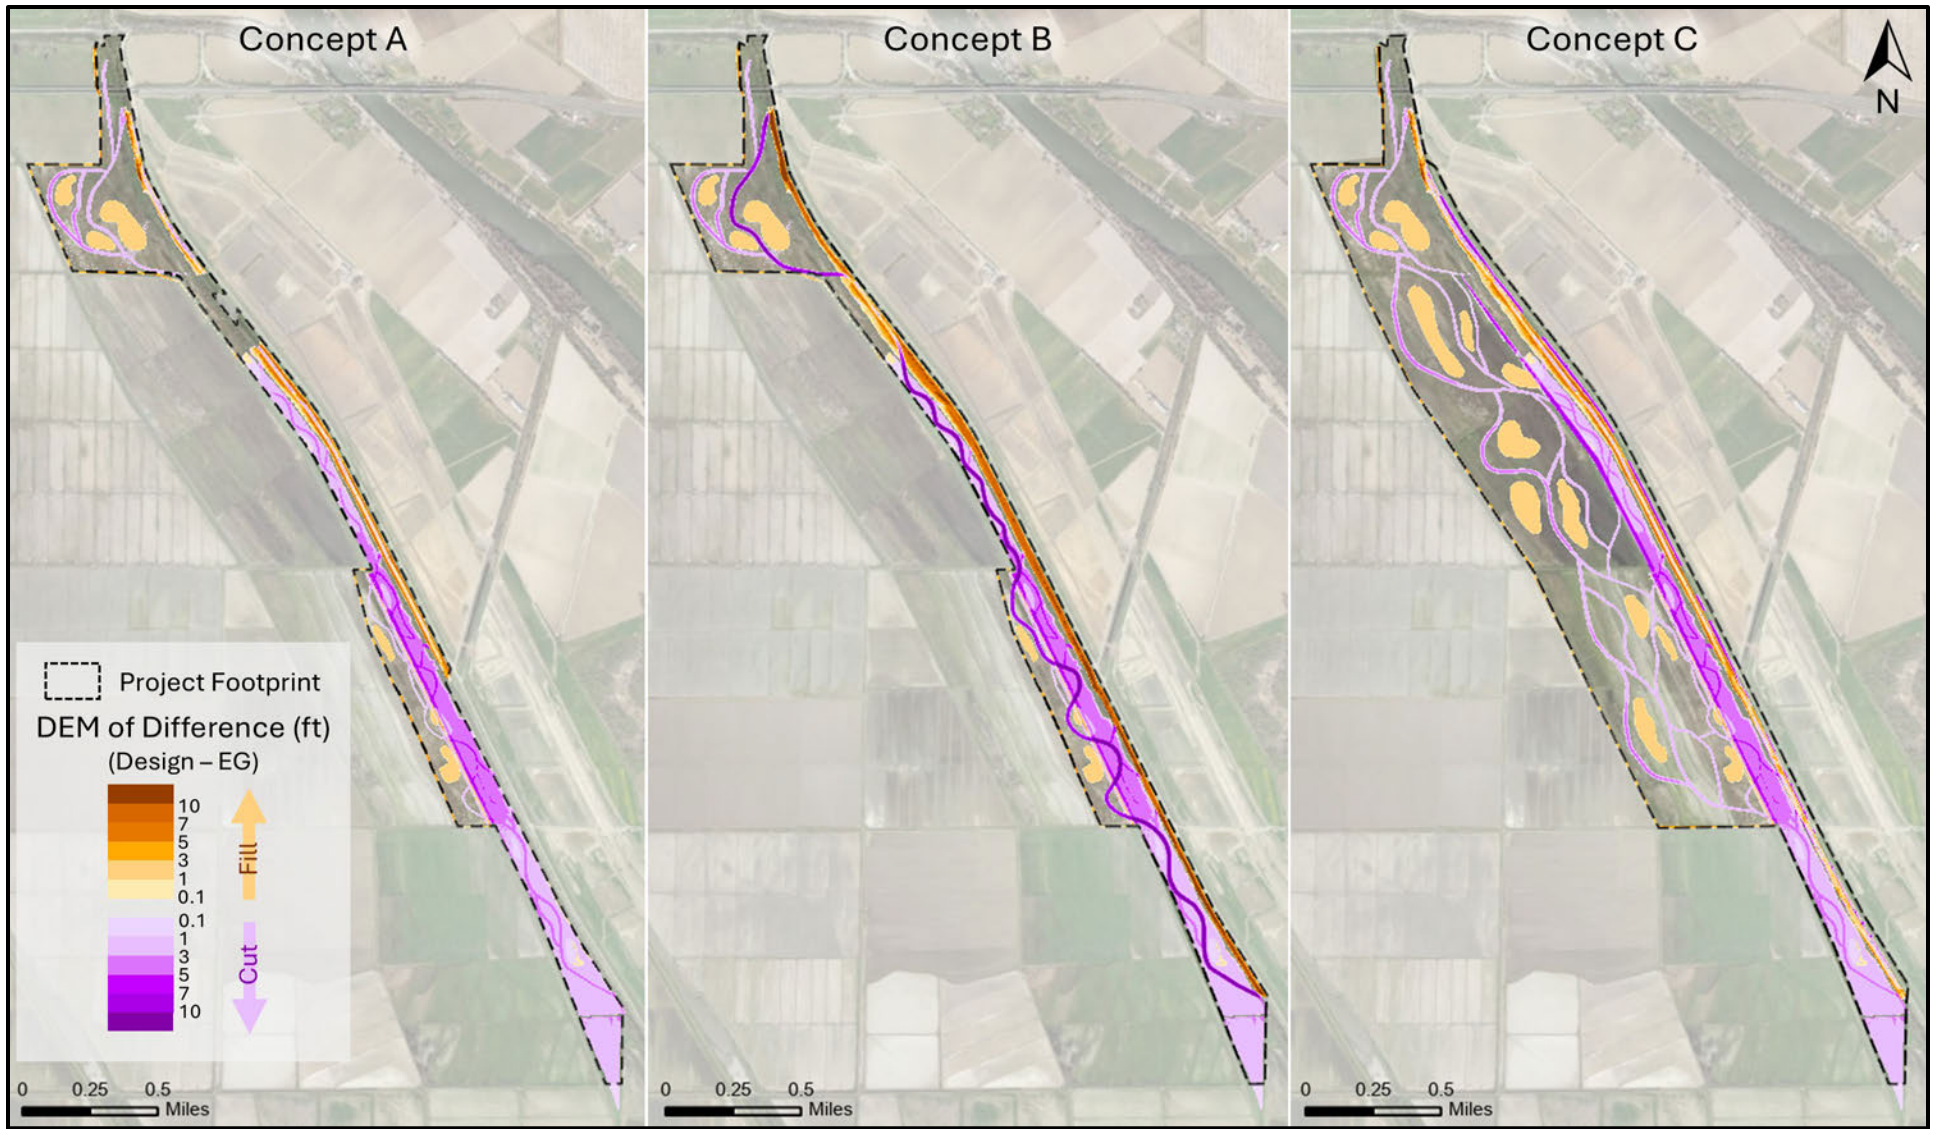 Concept A
Concept B
Concept C
N
Project Footprint
DEM of Difference (ft)
(Design – EG)
10
7
5
3
1
0.1
0.1
1
3
5
7
10
Fill
Cut
0 0.25 0.5
Miles
0 0.25 0.5
Miles
0 0.25 0.5
Miles